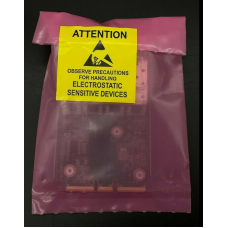 ATTENTION
OBSERVE PRECAUTIONS
FOR HANDLING
ELECTROSTATIC
SENSITIVE DEVICES